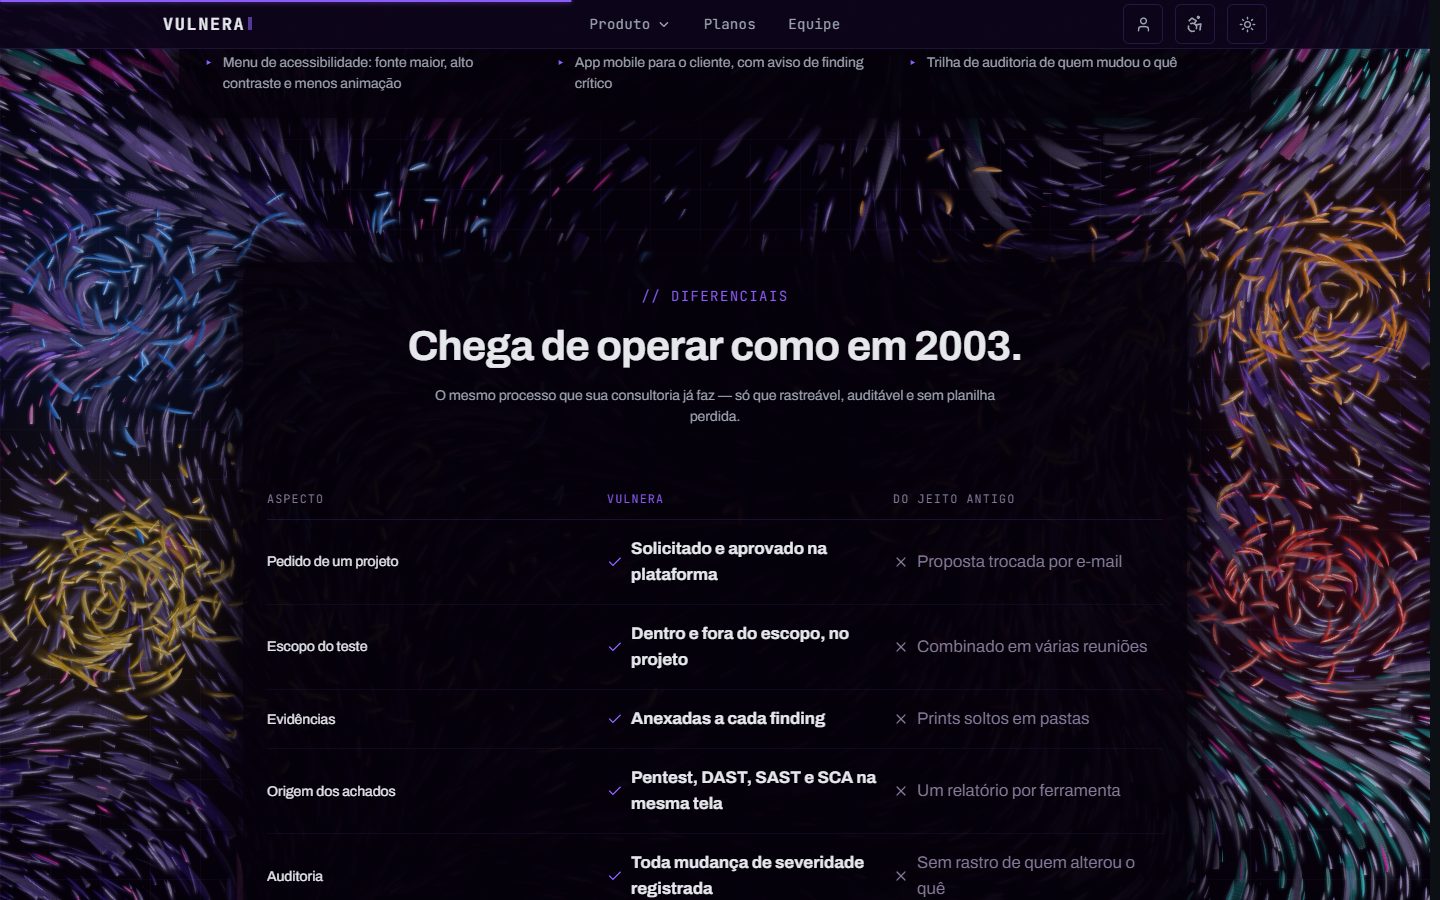 VULNERA
Produto
Planos
Equipe
Menu de acessibilidade: fonte maior, alto
contraste e menos animação
App mobile para o cliente, com aviso de finding
crítico
Trilha de auditoria de quem mudou o quê
// DIFERENCIAIS
Chega de operar como em 2003.
O mesmo processo que sua consultoria já faz — só que rastreável, auditável e sem planilha
perdida.
ASPECTO
VULNERA
DO JEITO ANTIGO
Pedido de um projeto
Solicitado e aprovado na
plataforma
Proposta trocada por e-mail
Escopo do teste
Dentro e fora do escopo, no
projeto
Combinado em várias reuniões
Evidências
Anexadas a cada finding
Prints soltos em pastas
Origem dos achados
Pentest, DAST, SAST e SCA na
mesma tela
Um relatório por ferramenta
Auditoria
Toda mudança de severidade
registrada
Sem rastro de quem alterou o
quê